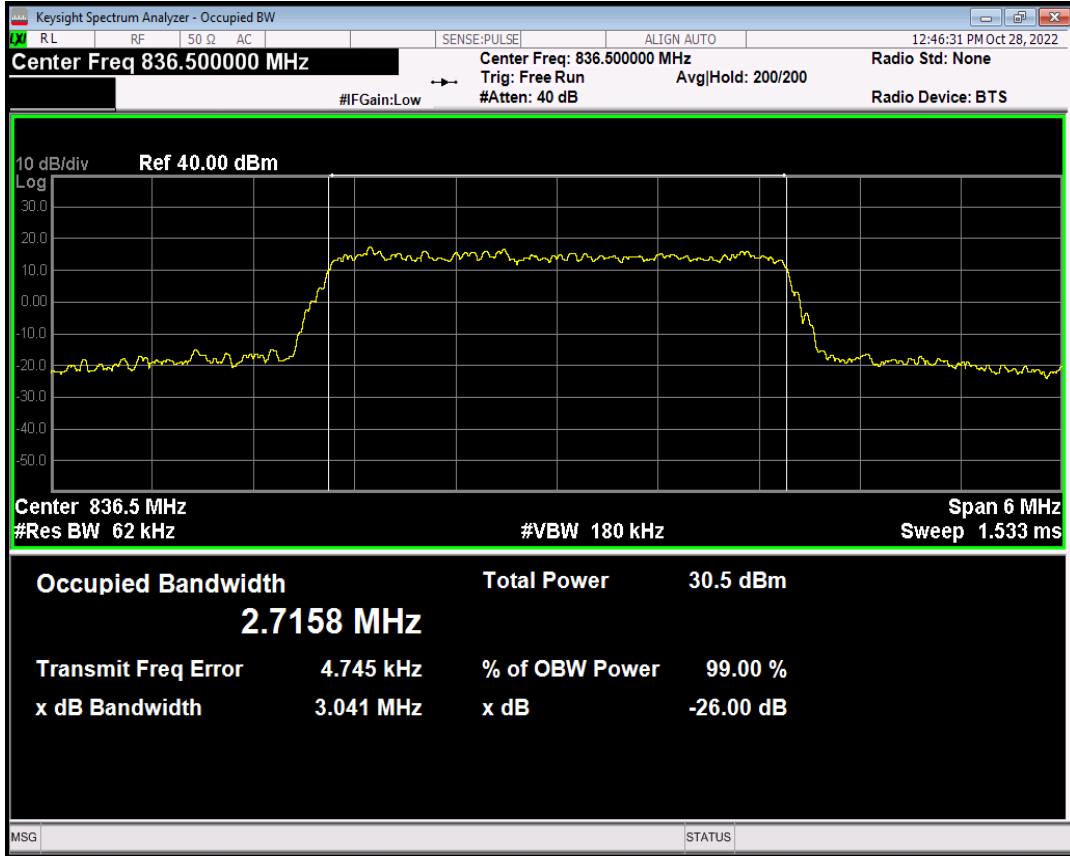 Keysight Spectrum Analyzer - Occupied BW
LXI RL RF 50 Ω AC SENSE:PULSE ALIGN AUTO 12:46:31 PM Oct 28, 2022
Center Freq 836.500000 MHz Center Freq: 836.500000 MHz Radio Std: None
Trig: Free Run Avg|Hold: 200/200
#IFGain:Low #Atten: 40 dB Radio Device: BTS
10 dB/div Ref 40.00 dBm
Log
30.0
20.0
10.0
0.00
-10.0
-20.0
-30.0
-40.0
-50.0
Center 836.5 MHz Span 6 MHz
#Res BW 62 kHz #VBW 180 kHz Sweep 1.533 ms
Occupied Bandwidth Total Power 30.5 dBm
2.7158 MHz
Transmit Freq Error 4.745 kHz % of OBW Power 99.00 %
x dB Bandwidth 3.041 MHz x dB -26.00 dB
MSG STATUS